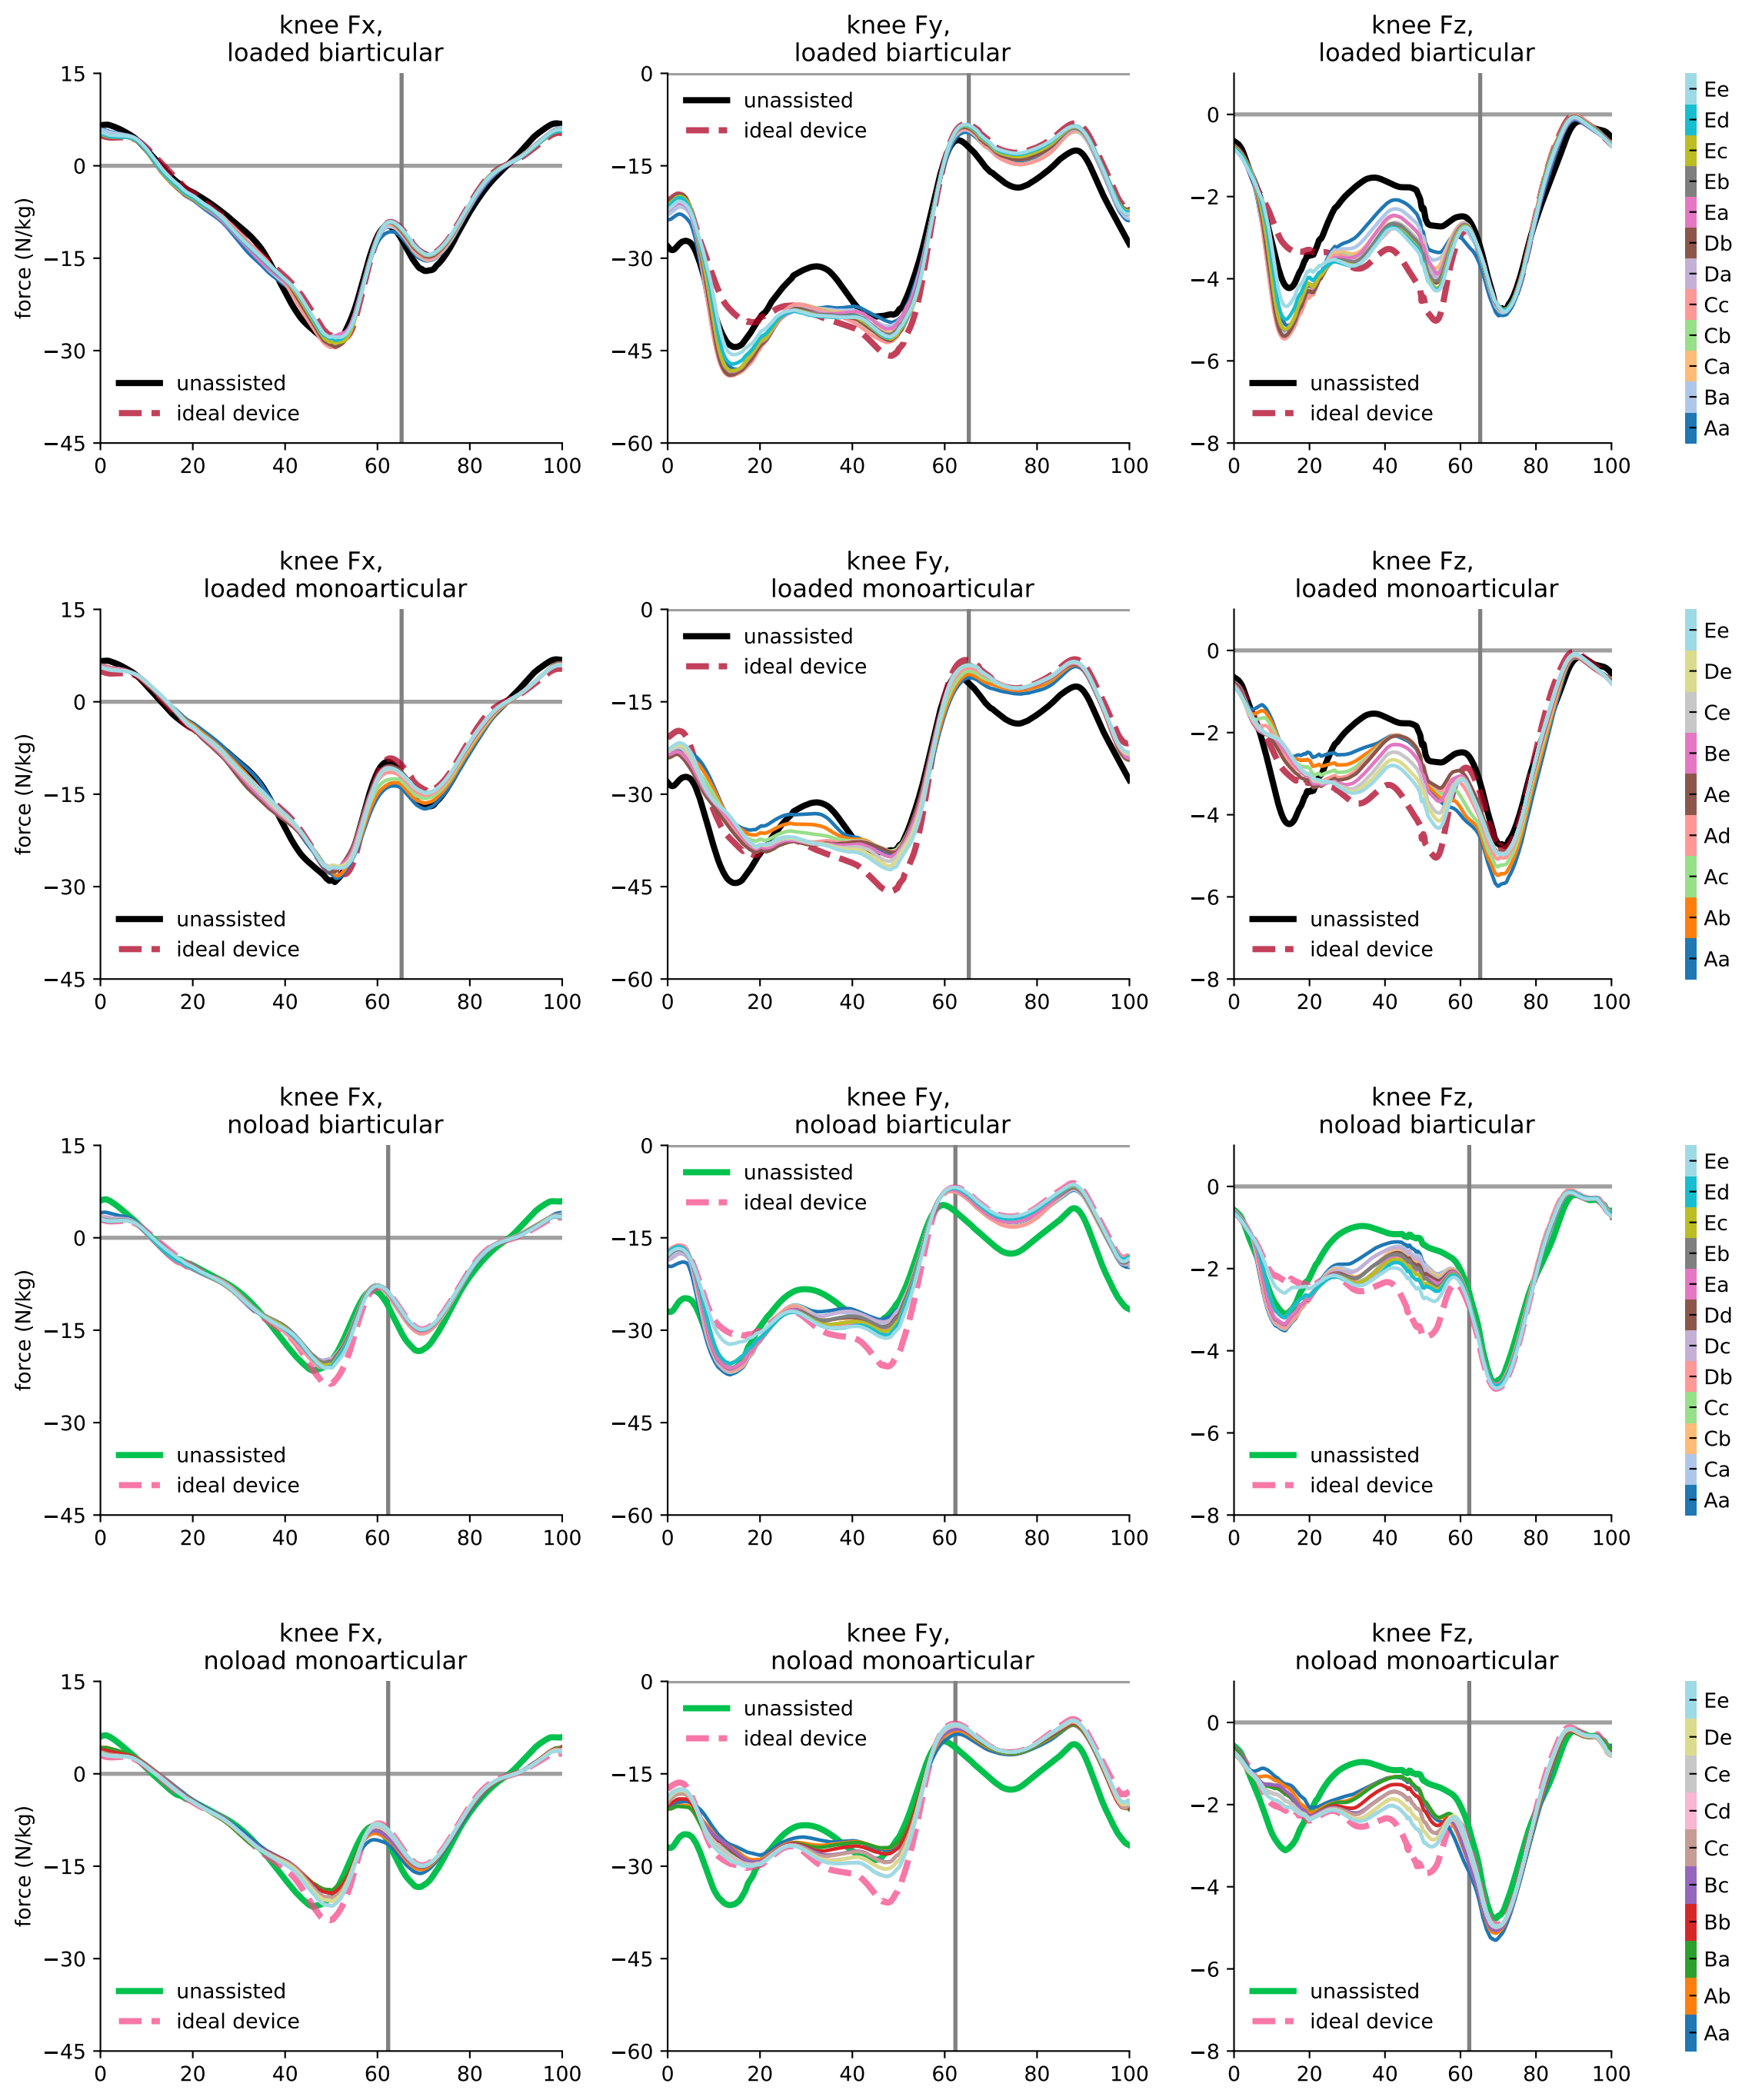 knee Fx,
loaded biarticular
knee Fy,
loaded biarticular
knee Fz,
loaded biarticular
force (N/kg)
15
0
−15
−30
−45
0
20
40
60
80
100
unassisted
ideal device
0
−15
−30
−45
−60
0
20
40
60
80
100
unassisted
ideal device
0
−2
−4
−6
−8
0
20
40
60
80
100
unassisted
ideal device
Ee
Ed
Ec
Eb
Ea
Db
Da
Cc
Cb
Ca
Ba
Aa
knee Fx,
loaded monoarticular
knee Fy,
loaded monoarticular
knee Fz,
loaded monoarticular
force (N/kg)
15
0
−15
−30
−45
0
20
40
60
80
100
unassisted
ideal device
0
−15
−30
−45
−60
0
20
40
60
80
100
unassisted
ideal device
0
−2
−4
−6
−8
0
20
40
60
80
100
unassisted
ideal device
Ee
De
Ce
Be
Ae
Ad
Ac
Ab
Aa
knee Fx,
noload biarticular
knee Fy,
noload biarticular
knee Fz,
noload biarticular
force (N/kg)
15
0
−15
−30
−45
0
20
40
60
80
100
unassisted
ideal device
0
−15
−30
−45
−60
0
20
40
60
80
100
unassisted
ideal device
0
−2
−4
−6
−8
0
20
40
60
80
100
unassisted
ideal device
Ee
Ed
Ec
Eb
Ea
Dd
Dc
Db
Cc
Cb
Ca
Aa
knee Fx,
noload monoarticular
knee Fy,
noload monoarticular
knee Fz,
noload monoarticular
force (N/kg)
15
0
−15
−30
−45
0
20
40
60
80
100
unassisted
ideal device
0
−15
−30
−45
−60
0
20
40
60
80
100
unassisted
ideal device
0
−2
−4
−6
−8
0
20
40
60
80
100
unassisted
ideal device
Ee
De
Ce
Cd
Cc
Bc
Bb
Ba
Ab
Aa